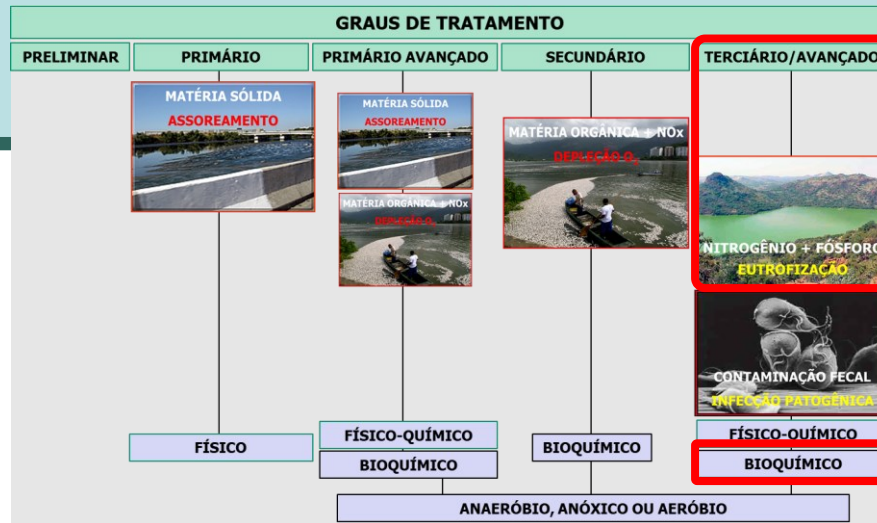 GRAUS DE TRATAMENTO
PRELIMINAR
PRIMÁRIO
PRIMÁRIO AVANÇADO
SECUNDÁRIO
TERCIÁRIO/AVANÇADO
MATÉRIA SÓLIDA
ASSOREAMENTO
MATÉRIA SÓLIDA
ASSOREAMENTO
MATÉRIA ORGÂNICA + NOx
DEPLEÇÃO O₂
MATÉRIA ORGÂNICA + NOx
DEPLEÇÃO O₂
NITROGÊNIO + FÓSFORO
EUTROFIZAÇÃO
CONTAMINAÇÃO FECAL
INFECÇÃO PATOGÊNICA
FÍSICO
FÍSICO-QUÍMICO
BIOQUÍMICO
BIOQUÍMICO
FÍSICO-QUÍMICO
BIOQUÍMICO
ANAERÓBIO, ANÓXICO OU AERÓBIO